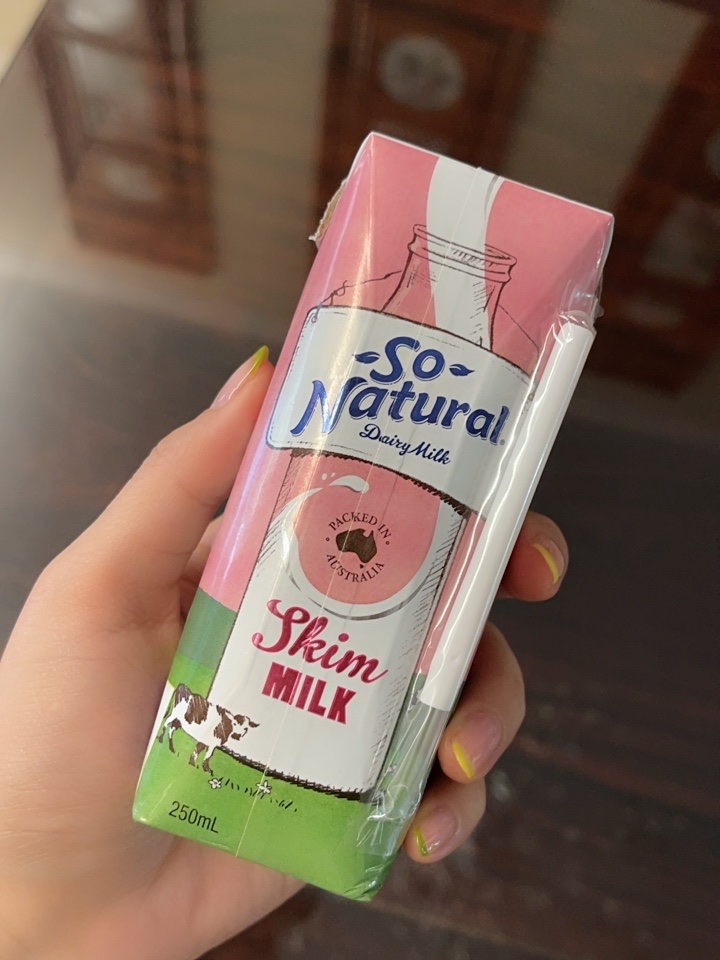 So
Natural
Dairy Milk
PACKED IN
AUSTRALIA
Skim
MILK
250mL